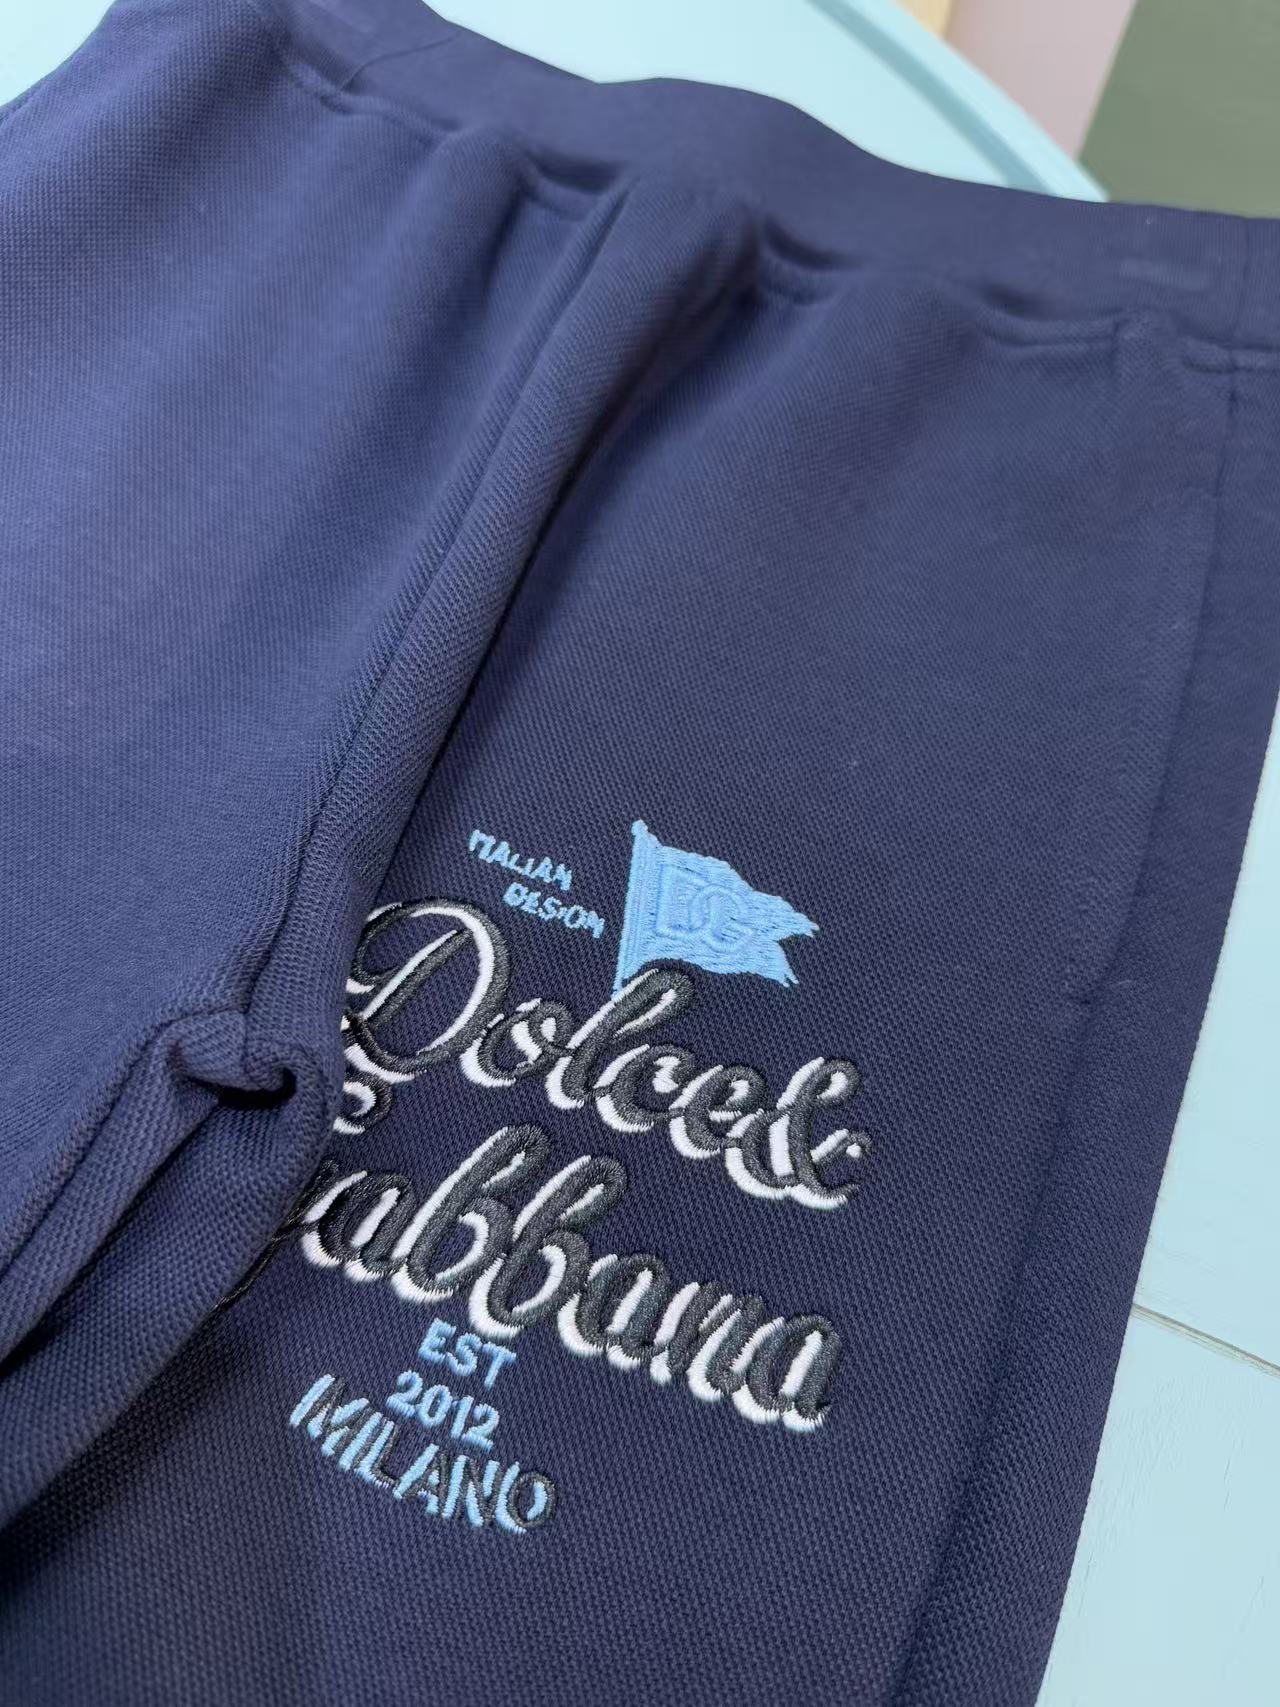 ITALIAN
DESIGN
DG
Dolce&
Gabbana
EST
2012
MILANO